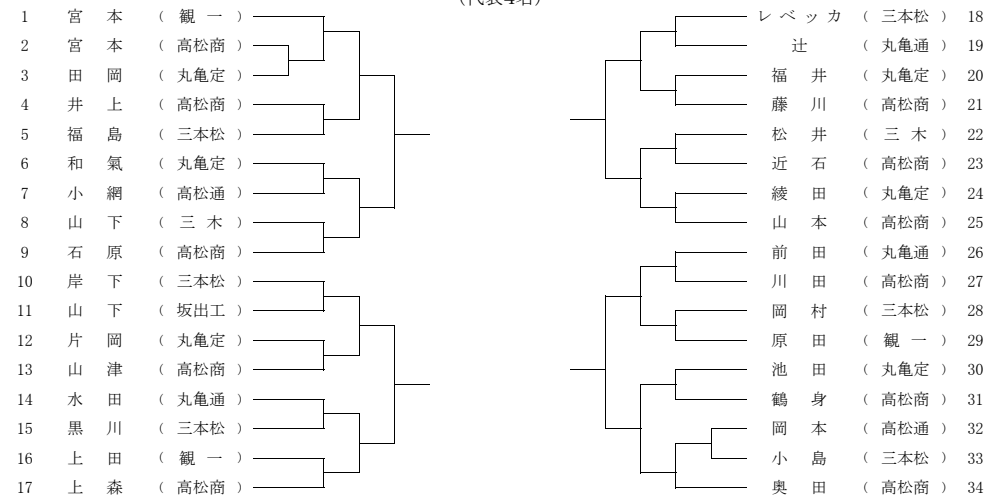 (代表4名)
1 宮 本 ( 観 一 )
2 宮 本 ( 高松商 )
3 田 岡 ( 丸亀定 )
4 井 上 ( 高松商 )
5 福 島 ( 三本松 )
6 和 氣 ( 丸亀定 )
7 小 網 ( 高松通 )
8 山 下 ( 三 木 )
9 石 原 ( 高松商 )
10 岸 下 ( 三本松 )
11 山 下 ( 坂出工 )
12 片 岡 ( 丸亀定 )
13 山 津 ( 高松商 )
14 水 田 ( 丸亀通 )
15 黒 川 ( 三本松 )
16 上 田 ( 観 一 )
17 上 森 ( 高松商 )
レベッカ ( 三本松 ) 18
辻 ( 丸亀通 ) 19
福 井 ( 丸亀定 ) 20
藤 川 ( 高松商 ) 21
松 井 ( 三 木 ) 22
近 石 ( 高松商 ) 23
綾 田 ( 丸亀定 ) 24
山 本 ( 高松商 ) 25
前 田 ( 丸亀通 ) 26
川 田 ( 高松商 ) 27
岡 村 ( 三本松 ) 28
原 田 ( 観 一 ) 29
池 田 ( 丸亀定 ) 30
鶴 身 ( 高松商 ) 31
岡 本 ( 高松通 ) 32
小 島 ( 三本松 ) 33
奥 田 ( 高松商 ) 34